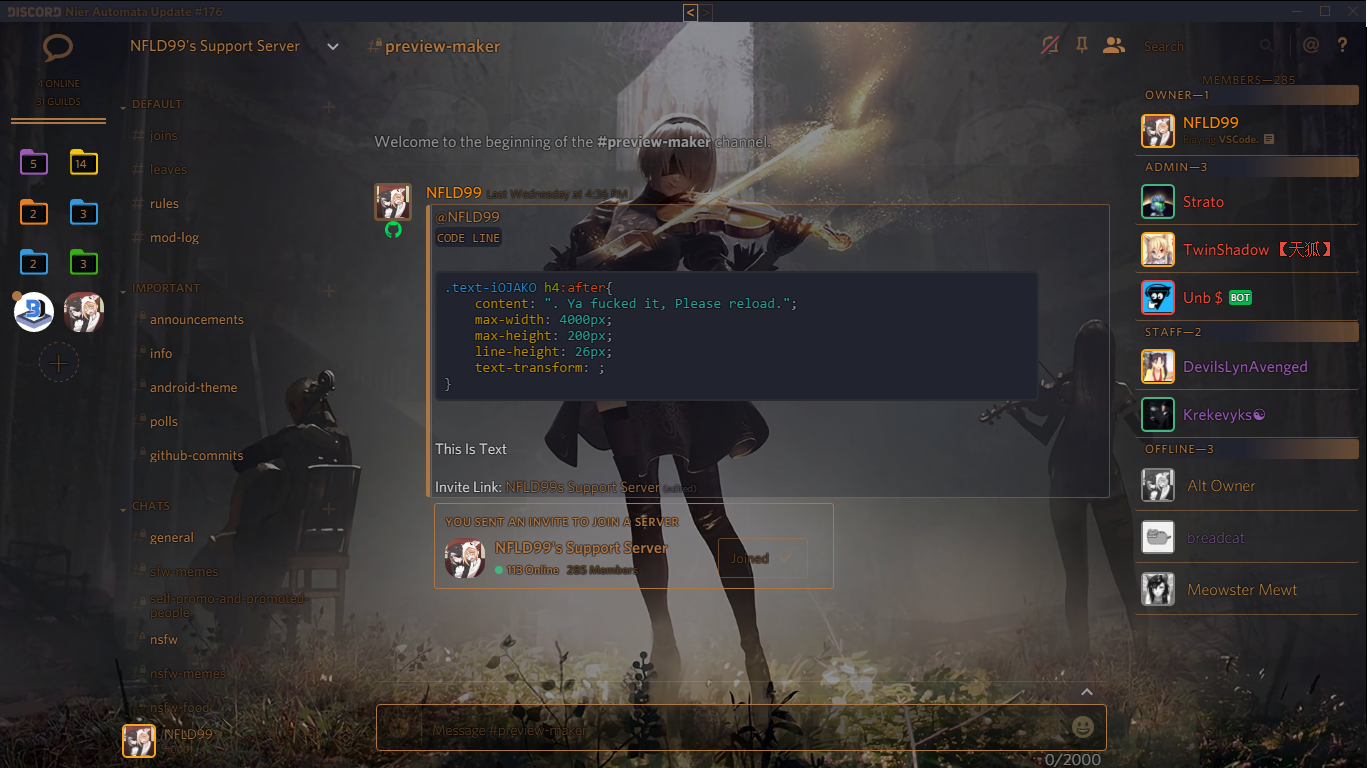 DISCORD Nier Automata Update #176
< >
NFLD99's Support Server
#preview-maker
Search
@ ?
ONLINE
31 GUILDS
5 14
2 3
2 3
DEFAULT
# joins
# leaves
# rules
# mod-log
IMPORTANT
announcements
info
android-theme
polls
github-commits
CHATS
general
sfw-memes
self-promo-and-promoted-
people
nsfw
nsfw-memes
nsfw-food
NFLD99
Welcome to the beginning of the #preview-maker channel.
NFLD99 Last Wednesday at 4:36 PM
@NFLD99
CODE LINE
.text-iOJAKO h4:after{
content: ". Ya fucked it, Please reload.";
max-width: 4000px;
max-height: 200px;
line-height: 26px;
text-transform: ;
}
This Is Text
Invite Link: NFLD99s Support Server (edited)
YOU SENT AN INVITE TO JOIN A SERVER
NFLD99's Support Server
113 Online 285 Members
Joined
Message #preview-maker
0/2000
MEMBERS—285
OWNER—1
NFLD99
Playing VSCode.
ADMIN—3
Strato
TwinShadow 【天狐】
Unb $ BOT
STAFF—2
DevilsLynAvenged
Krekevyks☯
OFFLINE—3
Alt Owner
breadcat
Meowster Mewt